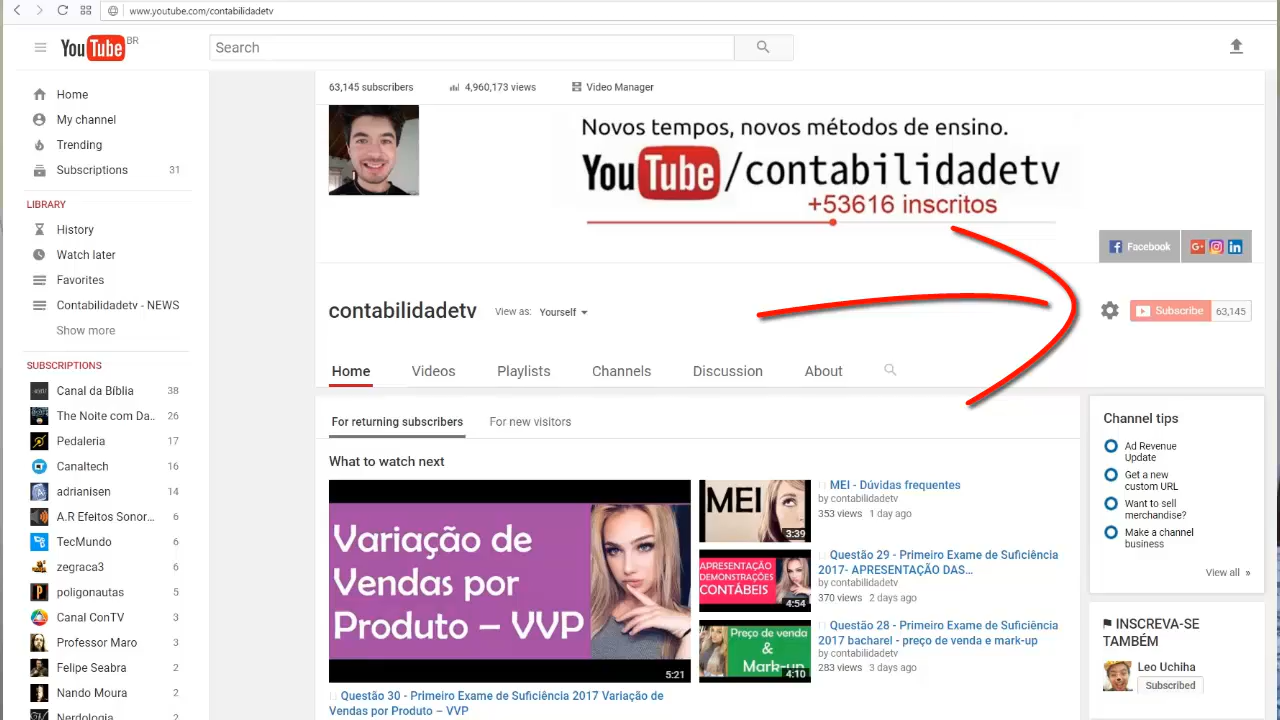 www.youtube.com/contabilidadetv
YouTube BR
Search
Home
My channel
Trending
Subscriptions 31
LIBRARY
History
Watch later
Favorites
Contabilidadetv - NEWS
Show more
SUBSCRIPTIONS
Canal da Bíblia 38
The Noite com Da.. 26
Pedaleria 17
Canaltech 16
adrianisen 14
A.R Efeitos Sonor... 6
TecMundo 6
zegraca3 6
Pipoconautas 5
Canal ConTV 3
Professor Maro 3
Felipe Seabra 2
Nando Moura 2
Nerdologia 2
63,145 subscribers
4,960,173 views
Video Manager
Novos tempos, novos métodos de ensino.
YouTube/contabilidadetv
+53616 inscritos
Facebook
contabilidadetv
View as: Yourself
Subscribe 63,145
Home Videos Playlists Channels Discussion About
For returning subscribers For new visitors
What to watch next
Variação de
Vendas por
Produto – VVP
5:21
Questão 30 - Primeiro Exame de Suficiência 2017 Variação de
Vendas por Produto – VVP
MEI
3:39
MEI - Dúvidas frequentes
by contabilidadetv
353 views 1 day ago
APRESENTAÇÃO
DEMONSTRAÇÕES
CONTÁBEIS
4:54
Questão 29 - Primeiro Exame de Suficiência
2017- APRESENTAÇÃO DAS...
by contabilidadetv
370 views 2 days ago
Preço de venda
&
Mark-up
4:10
Questão 28 - Primeiro Exame de Suficiência
2017 bacharel - preço de venda e mark-up
by contabilidadetv
283 views 3 days ago
Channel tips
Ad Revenue
Update
Get a new
custom URL
Want to sell
merchandise?
Make a channel
business
View all »
INSCREVA-SE
TAMBÉM
Leo Uchiha
Subscribed